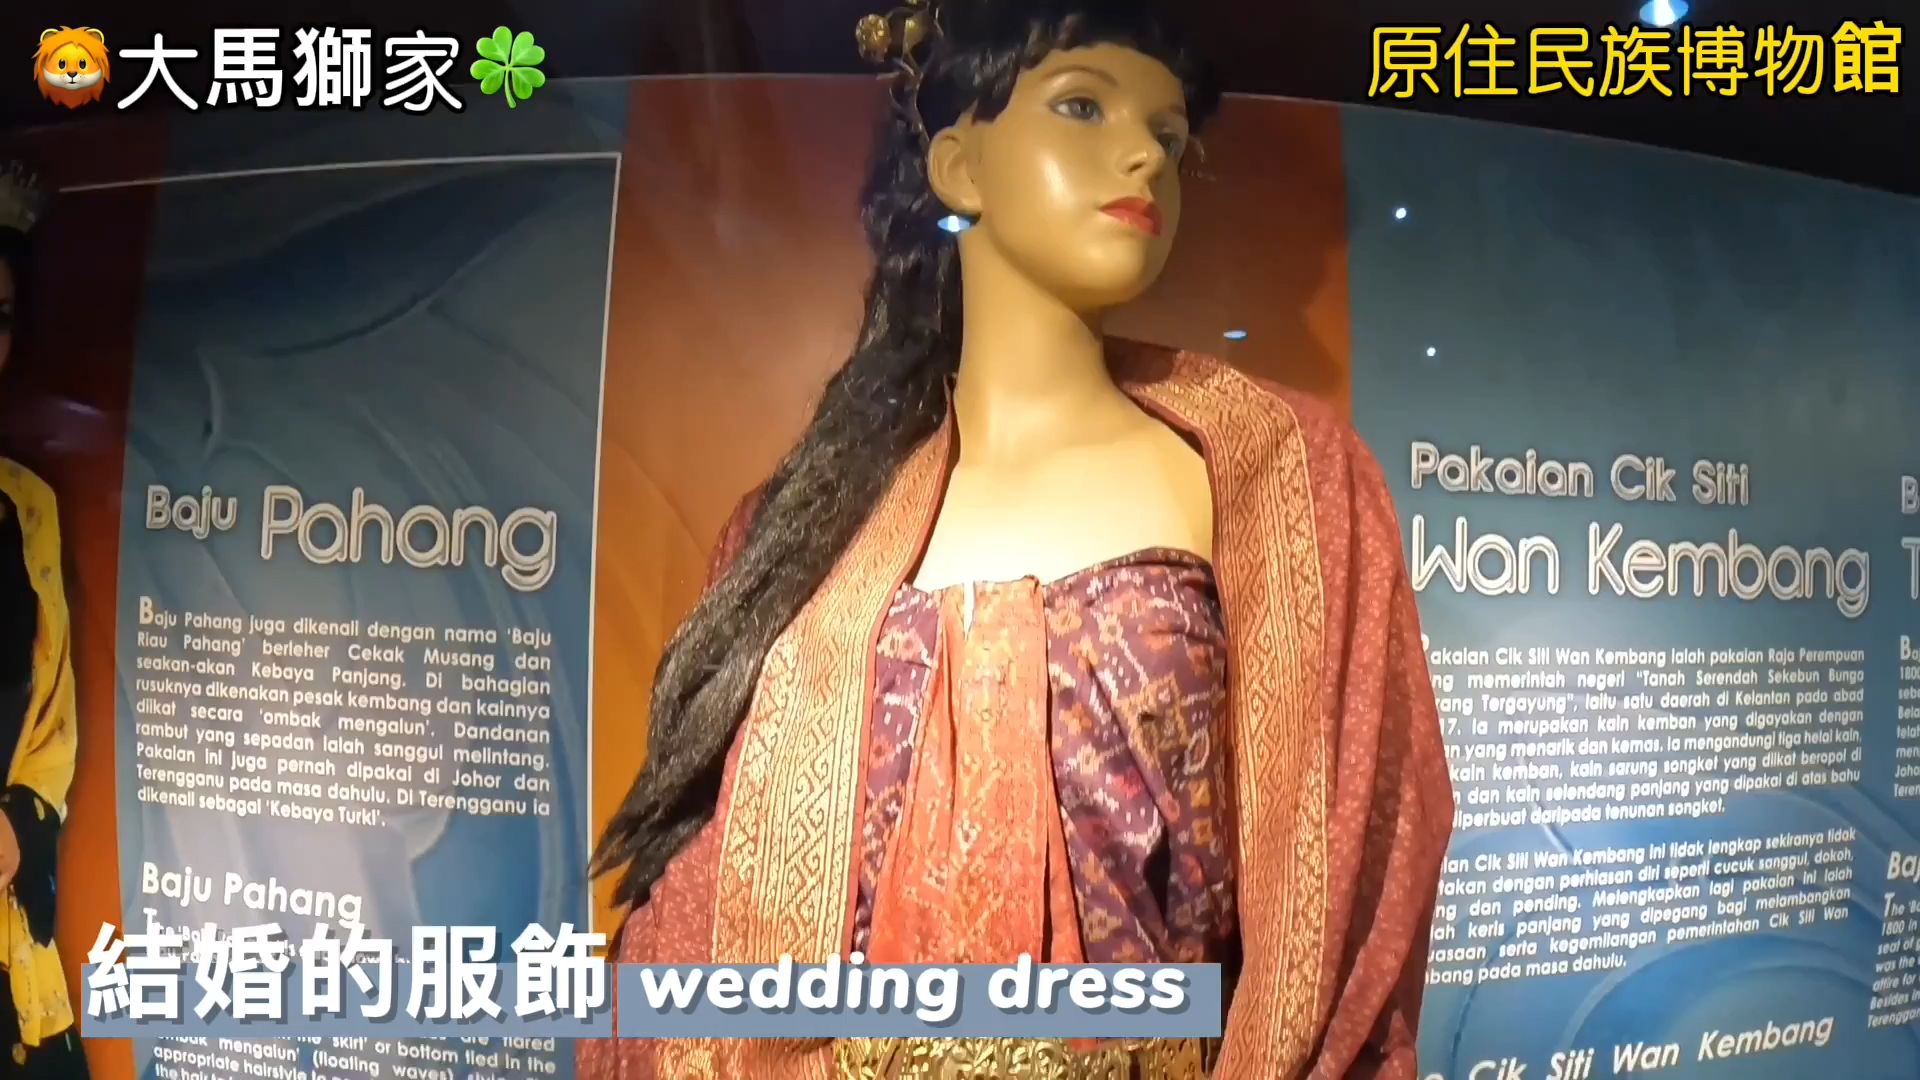 大馬獅家
原住民族博物館
Baju Pahang
Baju Pahang juga dikenali dengan nama 'Baju
Riau Pahang' berleher Cekak Musang dan
seakan-akan Kebaya Panjang. Di bahagian
rusuknya dikenakan pesak kembang dan kainnya
diikat secara 'ombak mengalun'. Dandanan
rambut yang sepadan ialah sanggul melintang.
Pakaian ini juga pernah dipakai di Johor dan
Terengganu pada masa dahulu. Di Terengganu ia
dikenali sebagai 'Kebaya Turki'.
Baju Pahang
mengalun' (floating waves)
appropriate hairstyle
'skirt' or bottom tied in the
Pakaian Cik Siti
Wan Kembang
akaian Cik Siti Wan Kembang ialah pakaian Raja Perempuan
ng memerintah negeri "Tanah Serendah Sekebun Bunga
Tergayung", iaitu satu daerah di Kelantan pada abad
17. Ia merupakan kain kemban yang digayakan dengan
n yang menarik dan kemas. Ia mengandungi tiga helai kain,
kain kemban, kain sarung songket yang diikat beropol di
dan kain selendang panjang yang dipakai di atas bahu
diperbuat daripada tenunan songket.
ian Cik Siti Wan Kembang ini tidak lengkap sekiranya tidak
takan dengan perhiasan diri seperti cucuk sanggul, dokoh,
ng dan pending. Melengkapkan lagi pakaian ini ialah
lah keris panjang yang dipegang bagi melambangkan
uasaan serta kegemilangan pemerintahan Cik Siti Wan
bang pada masa dahulu.
Cik Siti Wan Kembang
結婚的服飾 wedding dress